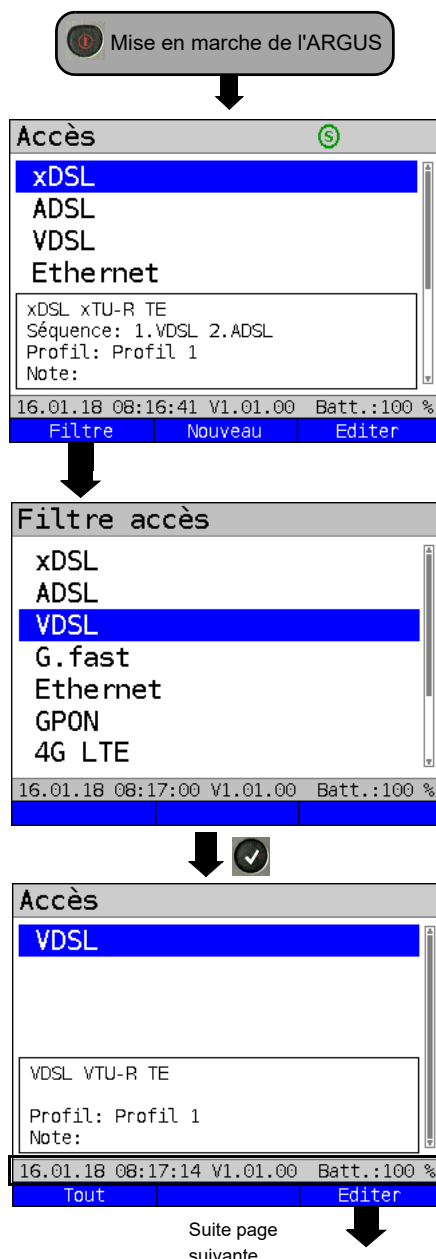 Mise en marche de l'ARGUS
Accès Ⓢ
xDSL
ADSL
VDSL
Ethernet
xDSL xTU-R TE
Séquence: 1.VDSL 2.ADSL
Profil: Profil 1
Note:
16.01.18 08:16:41 V1.01.00 Batt.:100 %
Filtre Nouveau Editer
Filtre accès
xDSL
ADSL
VDSL
G.fast
Ethernet
GPON
4G LTE
16.01.18 08:17:00 V1.01.00 Batt.:100 %
Accès
VDSL
VDSL VTU-R TE
Profil: Profil 1
Note:
16.01.18 08:17:14 V1.01.00 Batt.:100 %
Tout Editer
Suite page
suivante